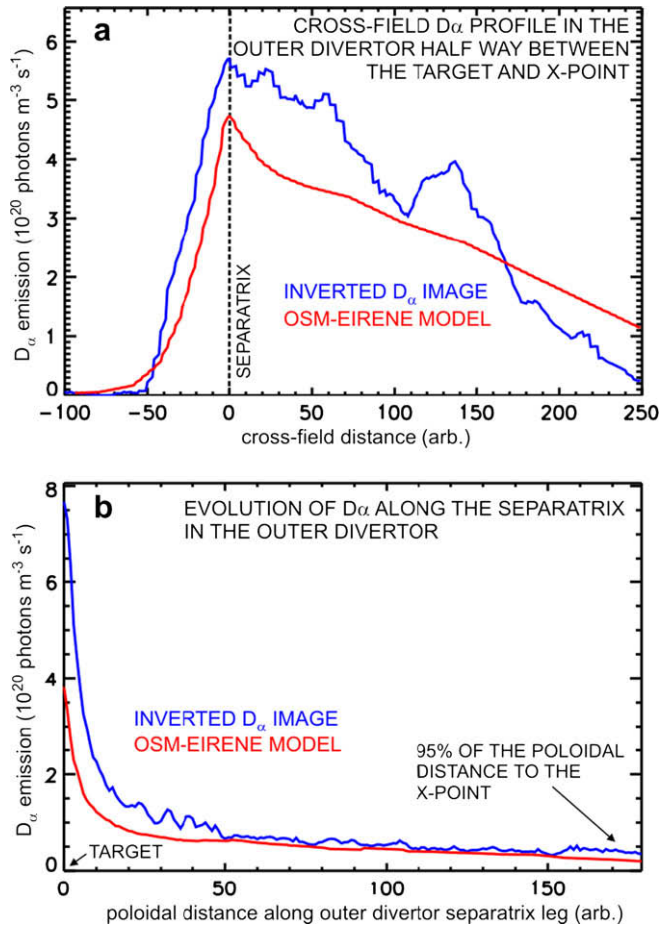 a
CROSS-FIELD Dα PROFILE IN THE
OUTER DIVERTOR HALF WAY BETWEEN
THE TARGET AND X-POINT
6
5
4
3
2
1
0
Dα emission (10²⁰ photons m⁻³ s⁻¹)
SEPARATRIX
INVERTED Dα IMAGE
OSM-EIRENE MODEL
−100 −50 0 50 100 150 200 250
cross-field distance (arb.)
b
EVOLUTION OF Dα ALONG THE SEPARATRIX
IN THE OUTER DIVERTOR
8
6
4
2
0
Dα emission (10²⁰ photons m⁻³ s⁻¹)
INVERTED Dα IMAGE
OSM-EIRENE MODEL
95% OF THE POLOIDAL
DISTANCE TO THE
X-POINT
TARGET
0 50 100 150
poloidal distance along outer divertor separatrix leg (arb.)